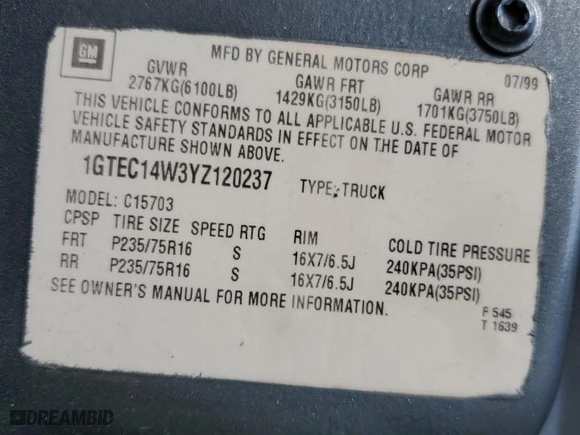 GM
MFD BY GENERAL MOTORS CORP 07/99
GVWR GAWR FRT GAWR RR
2767KG(6100LB) 1429KG(3150LB) 1701KG(3750LB)
THIS VEHICLE CONFORMS TO ALL APPLICABLE U.S. FEDERAL MOTOR
VEHICLE SAFETY STANDARDS IN EFFECT ON THE DATE OF
MANUFACTURE SHOWN ABOVE.
1GTEC14W3YZ120237 TYPE: TRUCK
MODEL: C15703
CPSP TIRE SIZE SPEED RTG RIM COLD TIRE PRESSURE
FRT P235/75R16 S 16X7/6.5J 240KPA(35PSI)
RR P235/75R16 S 16X7/6.5J 240KPA(35PSI)
SEE OWNER'S MANUAL FOR MORE INFORMATION.
F 545
T 1639
DREAMBID